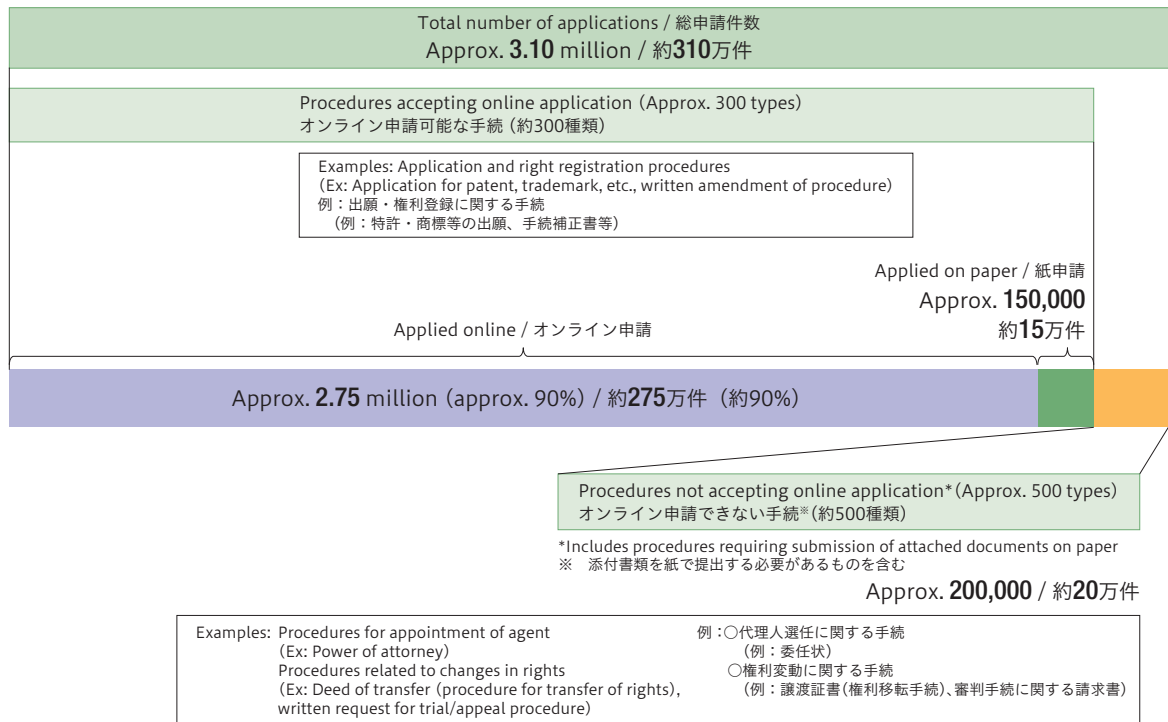 Total number of applications / 総申請件数
Approx. 3.10 million / 約310万件
Procedures accepting online application (Approx. 300 types)
オンライン申請可能な手続 (約300種類)
Examples: Application and right registration procedures
(Ex: Application for patent, trademark, etc., written amendment of procedure)
例：出願・権利登録に関する手続
(例：特許・商標等の出願、手続補正書等)
Applied on paper / 紙申請
Approx. 150,000
約15万件
Applied online / オンライン申請
Approx. 2.75 million (approx. 90%) / 約275万件 (約90%)
Procedures not accepting online application* (Approx. 500 types)
オンライン申請できない手続※ (約500種類)
*Includes procedures requiring submission of attached documents on paper
※ 添付書類を紙で提出する必要があるものを含む
Approx. 200,000 / 約20万件
Examples: Procedures for appointment of agent
(Ex: Power of attorney)
Procedures related to changes in rights
(Ex: Deed of transfer (procedure for transfer of rights),
written request for trial/appeal procedure)
例：○代理人選任に関する手続
(例：委任状)
○権利変動に関する手続
(例：譲渡証書(権利移転手続)、審判手続に関する請求書)